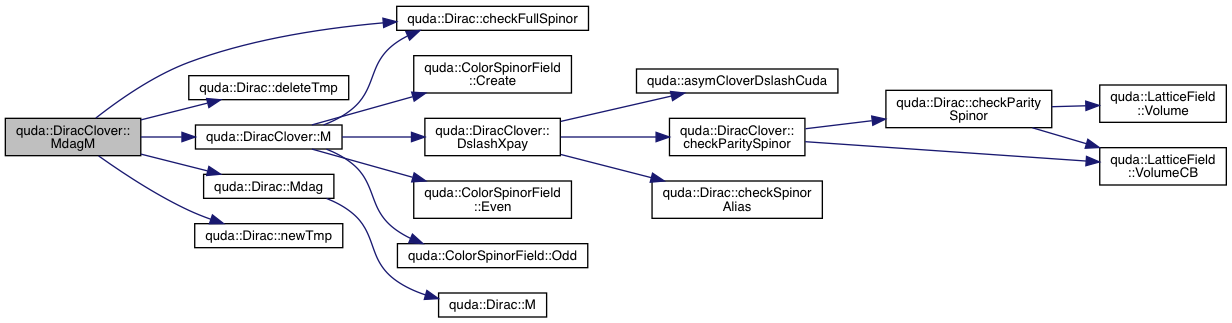 quda::DiracClover::
MdagM
quda::Dirac::checkFullSpinor
quda::Dirac::deleteTmp
quda::DiracClover::M
quda::Dirac::Mdag
quda::Dirac::newTmp
quda::ColorSpinorField
::Create
quda::DiracClover::
DslashXpay
quda::ColorSpinorField
::Even
quda::ColorSpinorField::Odd
quda::Dirac::M
quda::asymCloverDslashCuda
quda::DiracClover::
checkParitySpinor
quda::Dirac::checkSpinor
Alias
quda::Dirac::checkParity
Spinor
quda::LatticeField
::Volume
quda::LatticeField
::VolumeCB